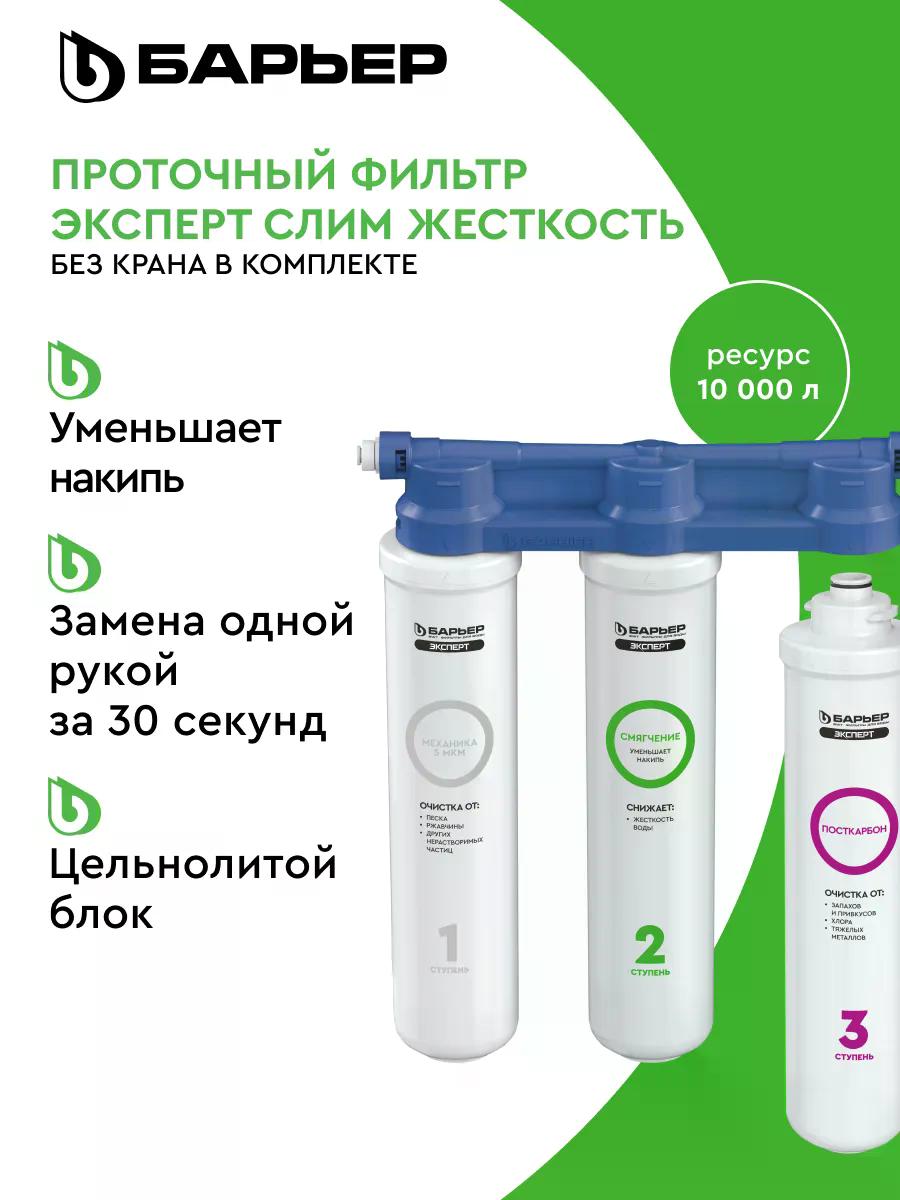 БАРЬЕР
ПРОТОЧНЫЙ ФИЛЬТР
ЭКСПЕРТ СЛИМ ЖЕСТКОСТЬ
БЕЗ КРАНА В КОМПЛЕКТЕ
ресурс
10 000 л
Уменьшает
накипь
Замена одной
рукой
за 30 секунд
Цельнолитой
блок
БАРЬЕР
БАРЬЕР
ЭКСПЕРТ
МЕХАНИКА
5 МКМ
ОЧИСТКА ОТ:
• ПЕСКА
• РЖАВЧИНЫ
• ДРУГИХ
НЕРАСТВОРИМЫХ
ЧАСТИЦ
1
СТУПЕНЬ
БАРЬЕР
ЭКСПЕРТ
СМЯГЧЕНИЕ
УМЕНЬШАЕТ
НАКИПЬ
СНИЖАЕТ:
• ЖЕСТКОСТЬ
ВОДЫ
2
СТУПЕНЬ
БАРЬЕР
ЭКСПЕРТ
ПОСТКАРБОН
ОЧИСТКА ОТ:
• ЗАПАХОВ
И ПРИВКУСОВ
• ХЛОРА
• ТЯЖЕЛЫХ
МЕТАЛЛОВ
3
СТУПЕНЬ